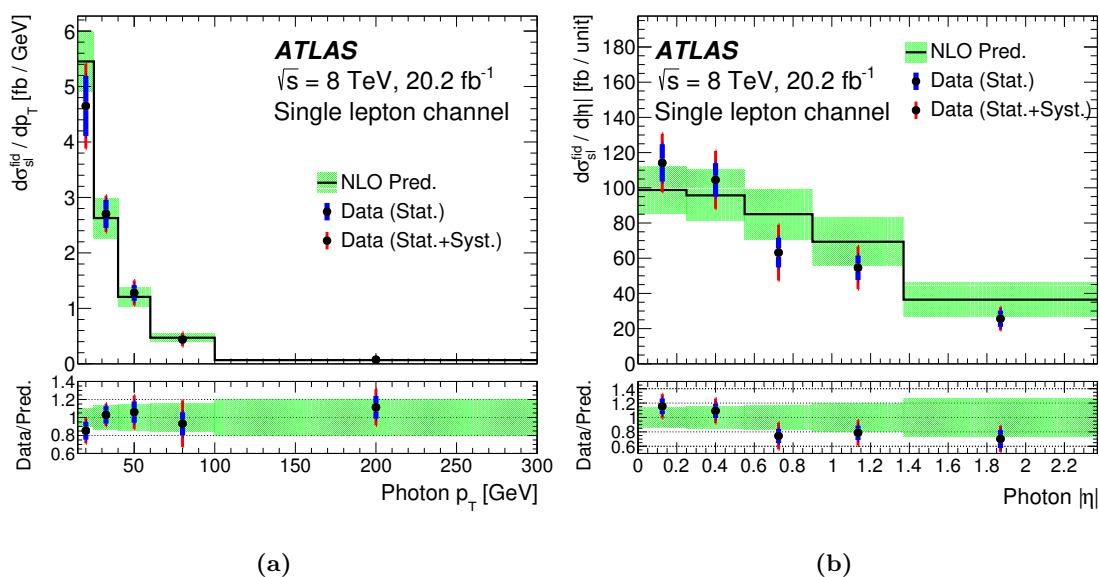 dσ_sl^fid / dp_T [fb / GeV]
6
5
4
3
2
1
0
ATLAS
√s = 8 TeV, 20.2 fb⁻¹
Single lepton channel
NLO Pred.
Data (Stat.)
Data (Stat.+Syst.)
Data/Pred.
1.4
1.2
1
0.8
0.6
50 100 150 200 250 300
Photon p_T [GeV]
(a)
dσ_sl^fid / d|η| [fb / unit]
180
160
140
120
100
80
60
40
20
0
ATLAS
√s = 8 TeV, 20.2 fb⁻¹
Single lepton channel
NLO Pred.
Data (Stat.)
Data (Stat.+Syst.)
Data/Pred.
1.4
1.2
1
0.8
0.6
0 0.2 0.4 0.6 0.8 1 1.2 1.4 1.6 1.8 2 2.2
Photon |η|
(b)